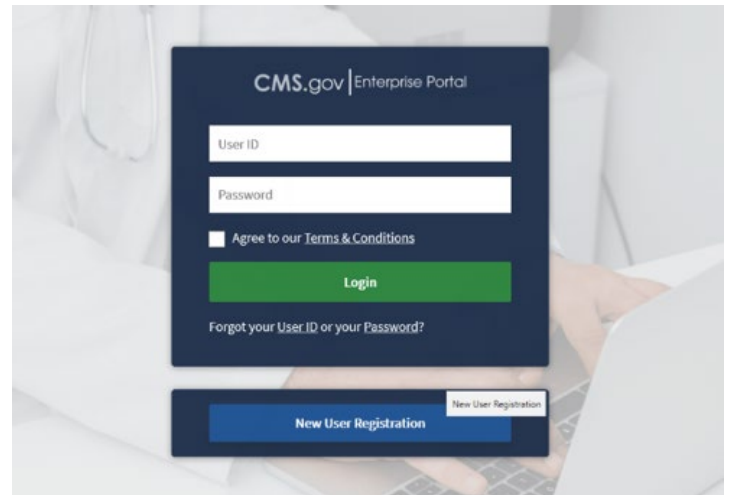 CMS.gov | Enterprise Portal
User ID
Password
Agree to our Terms & Conditions
Login
Forgot your User ID or your Password?
New User Registration
New User Registration